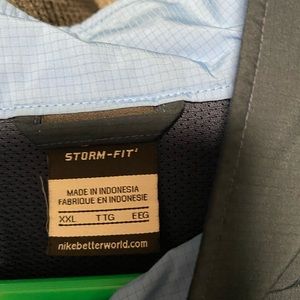 STORM-FIT
MADE IN INDONESIA
FABRIQUE EN INDONESIE
XXL TTG EEG
nikebetterworld.com